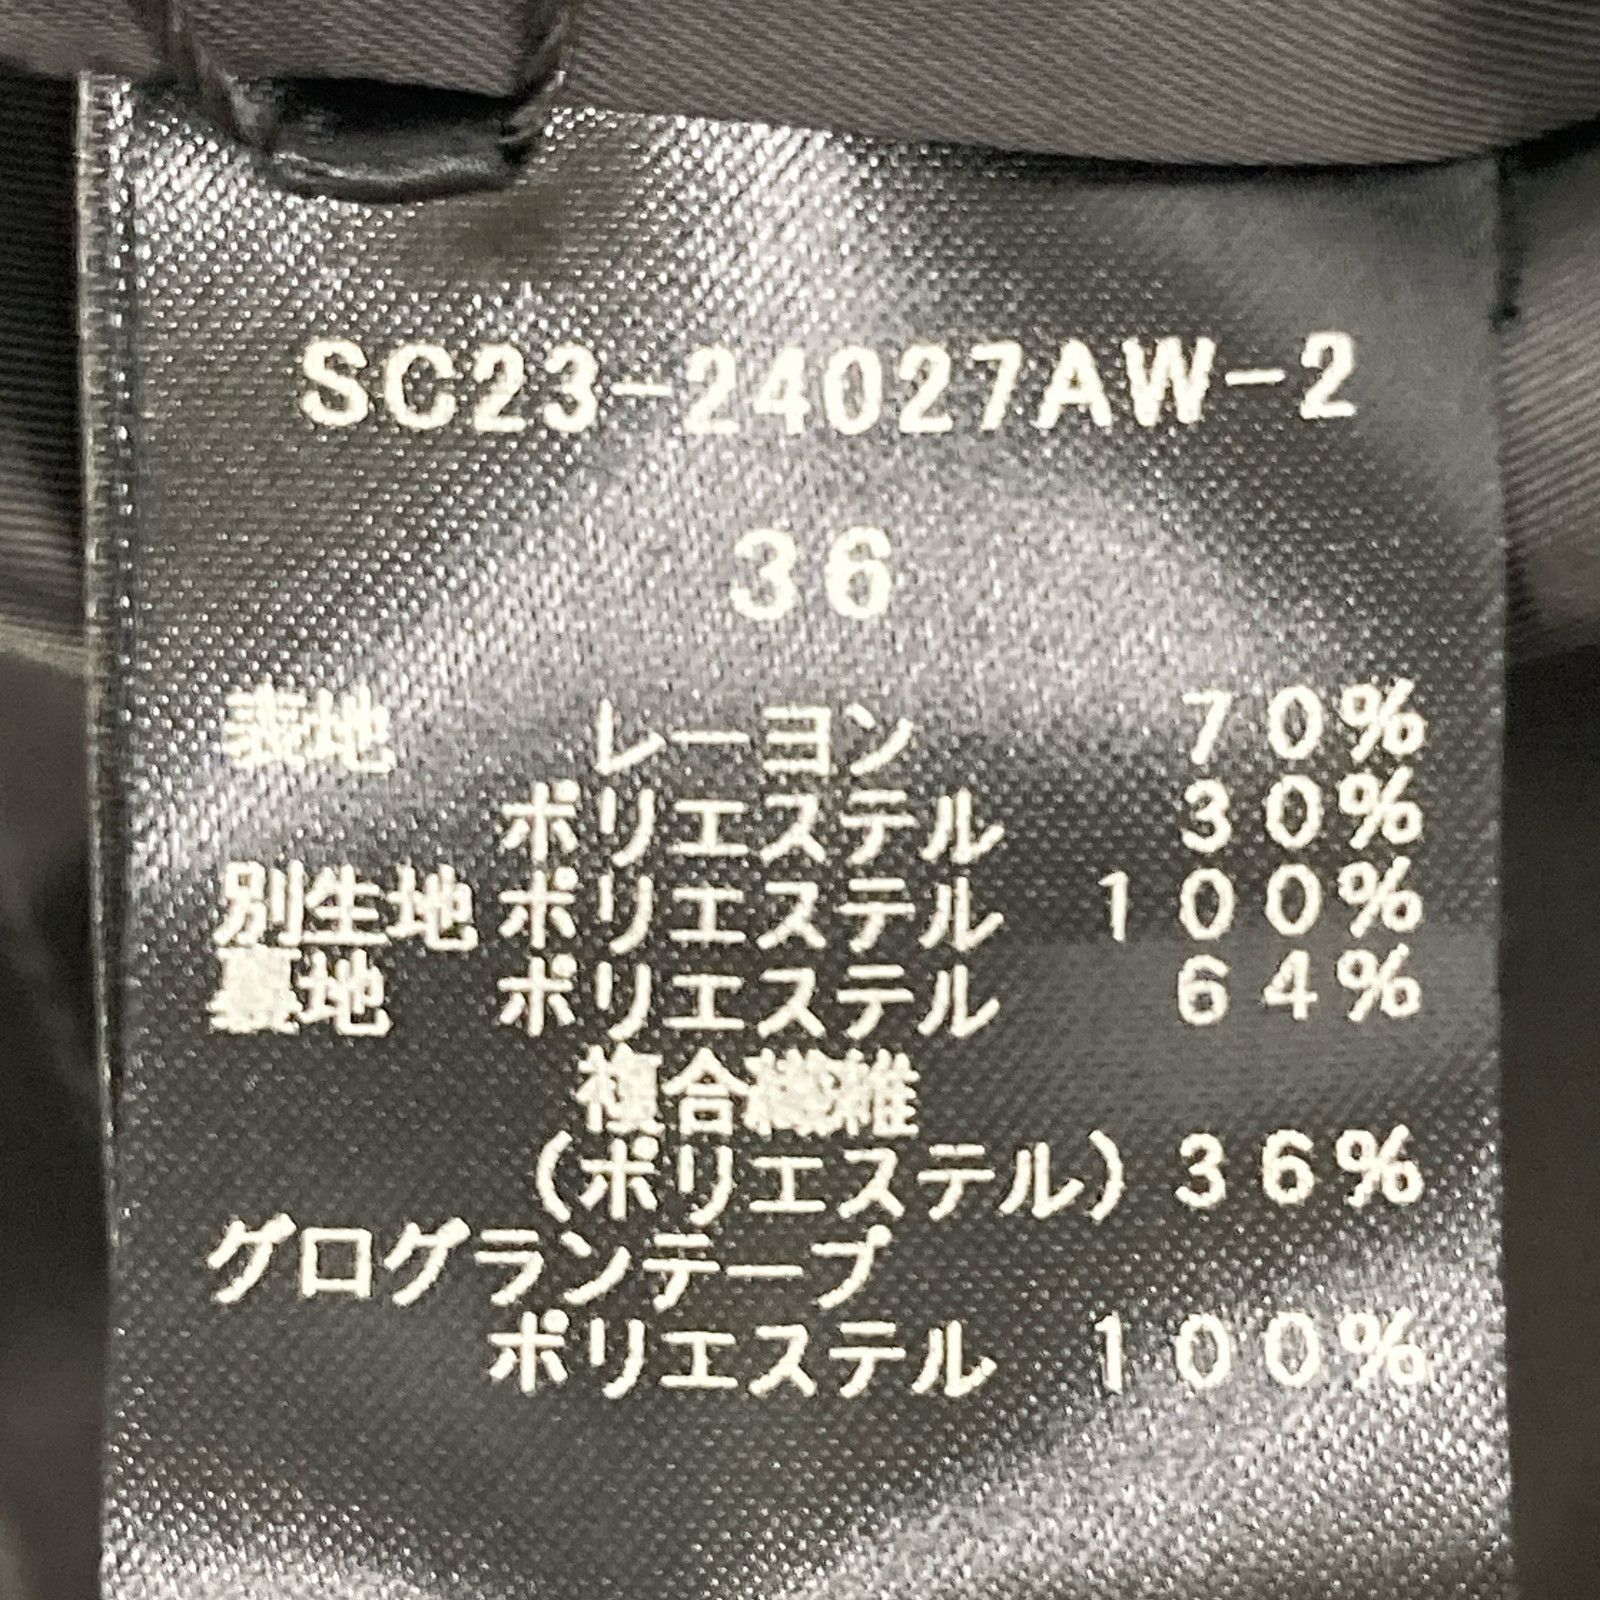 SC23-24027AW-2
36
表地 レーヨン 70%
ポリエステル 30%
別生地 ポリエステル 100%
裏地 ポリエステル 64%
複合繊維
(ポリエステル) 36%
グログランテープ
ポリエステル 100%